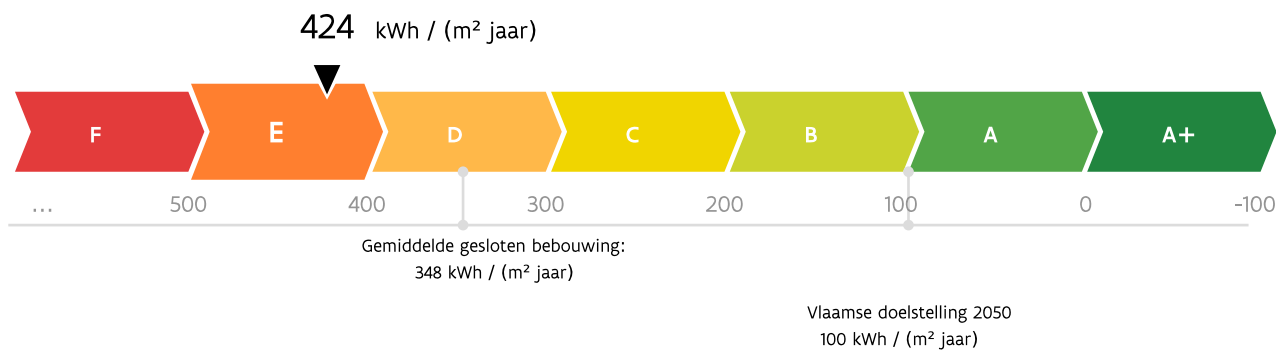 424 kWh / (m² jaar)
F E D C B A A+
... 500 400 300 200 100 0 -100
Gemiddelde gesloten bebouwing:
348 kWh / (m² jaar)
Vlaamse doelstelling 2050
100 kWh / (m² jaar)